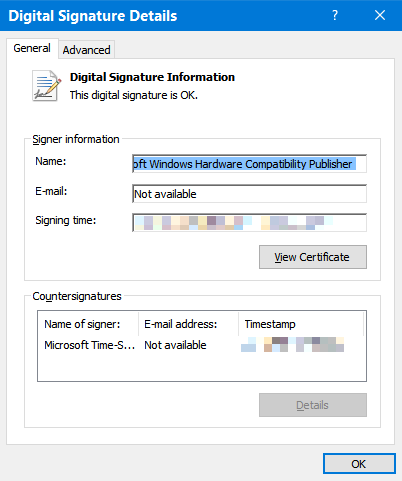 Digital Signature Details
General
Advanced
Digital Signature Information
This digital signature is OK.
Signer information
Name:
oft Windows Hardware Compatibility Publisher
E-mail:
Not available
Signing time:
View Certificate
Countersignatures
Name of signer: E-mail address: Timestamp
Microsoft Time-S... Not available
Details
OK